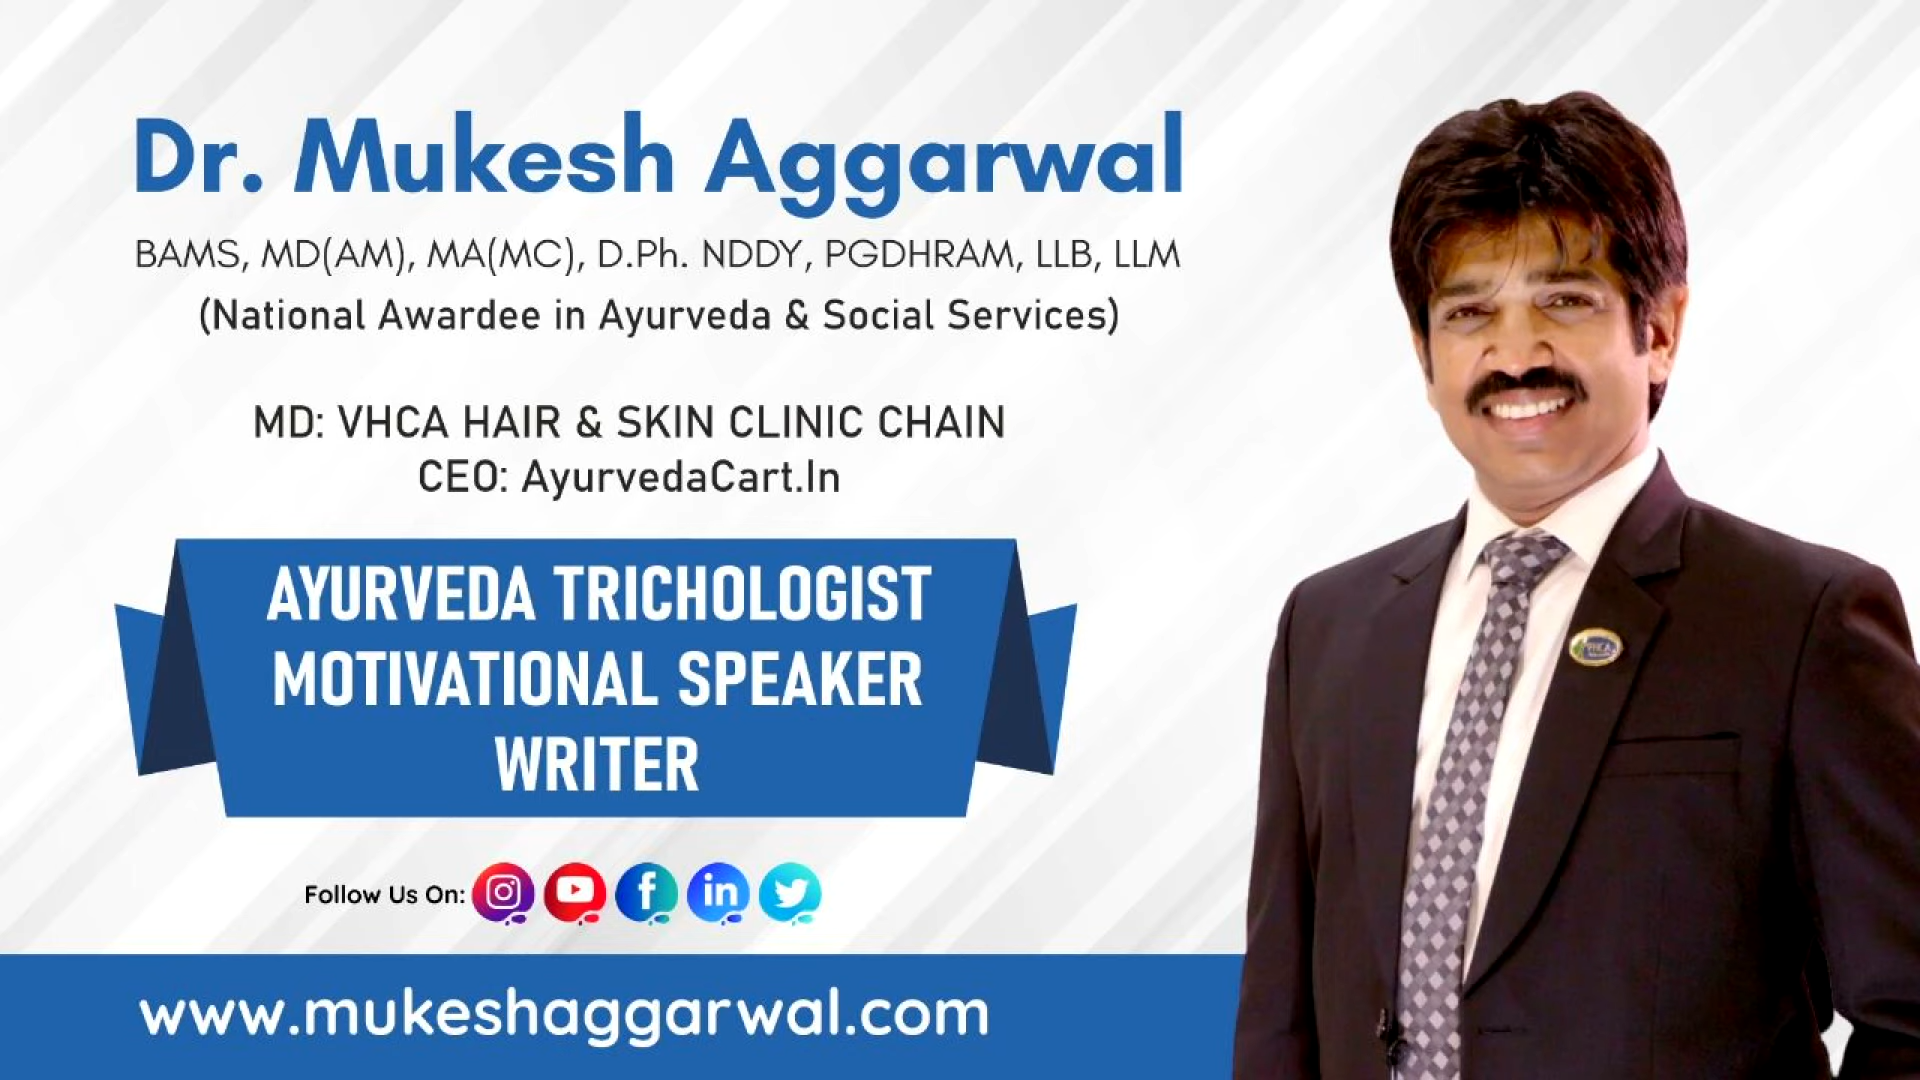 Dr. Mukesh Aggarwal
BAMS, MD(AM), MA(MC), D.Ph. NDDY, PGDHRAM, LLB, LLM
(National Awardee in Ayurveda & Social Services)
MD: VHCA HAIR & SKIN CLINIC CHAIN
CEO: AyurvedaCart.In
AYURVEDA TRICHOLOGIST
MOTIVATIONAL SPEAKER
WRITER
Follow Us On:
www.mukeshaggarwal.com